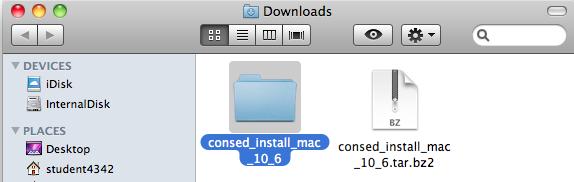 Downloads
DEVICES
iDisk
InternalDisk
PLACES
Desktop
student4342
consed_install_mac
_10_6
BZ
consed_install_mac
_10_6.tar.bz2